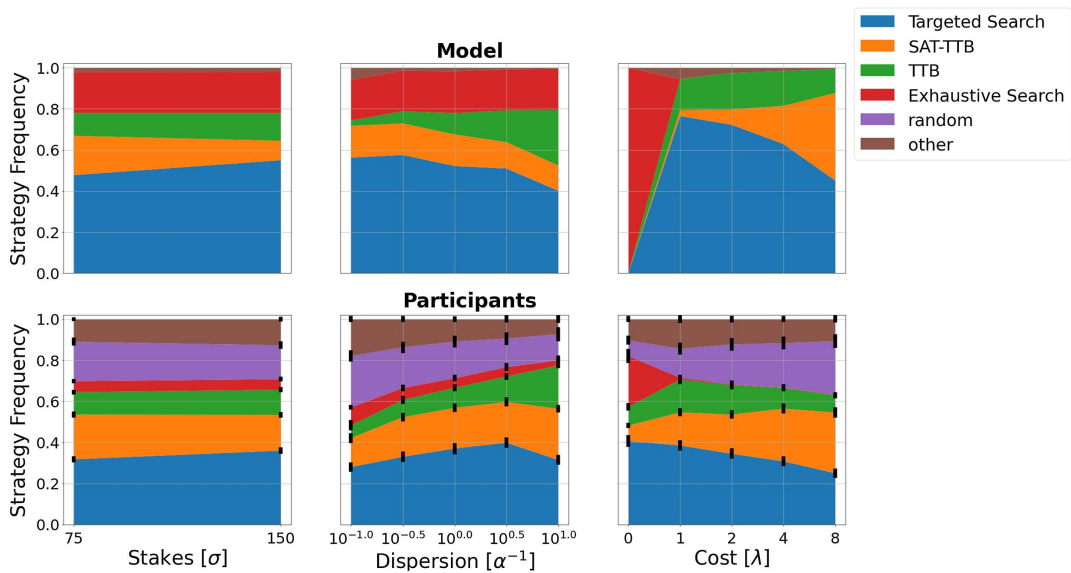 Targeted Search
SAT-TTB
TTB
Exhaustive Search
random
other
Model
Strategy Frequency
1.0
0.8
0.6
0.4
0.2
0.0
Participants
Strategy Frequency
1.0
0.8
0.6
0.4
0.2
0.0
75 150
10^{-1.0} 10^{-0.5} 10^{0.0} 10^{0.5} 10^{1.0}
0 1 2 4 8
Stakes [σ] Dispersion [α^{-1}] Cost [λ]